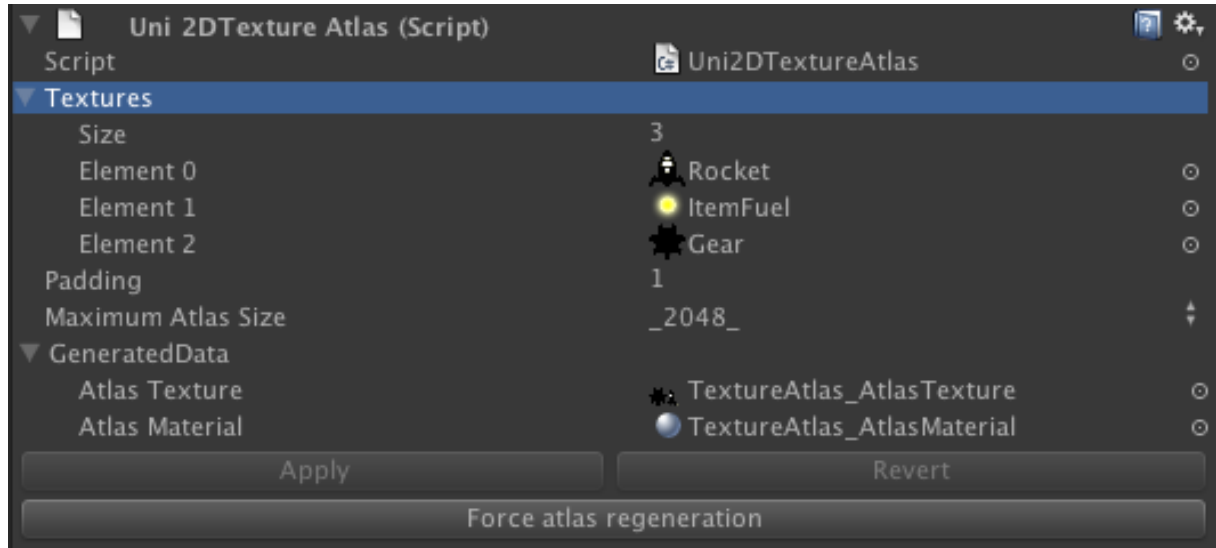 Uni 2DTexture Atlas (Script)
Script Uni2DTextureAtlas
Textures
Size 3
Element 0 Rocket
Element 1 ItemFuel
Element 2 Gear
Padding 1
Maximum Atlas Size _2048_
GeneratedData
Atlas Texture TextureAtlas_AtlasTexture
Atlas Material TextureAtlas_AtlasMaterial
Apply Revert
Force atlas regeneration